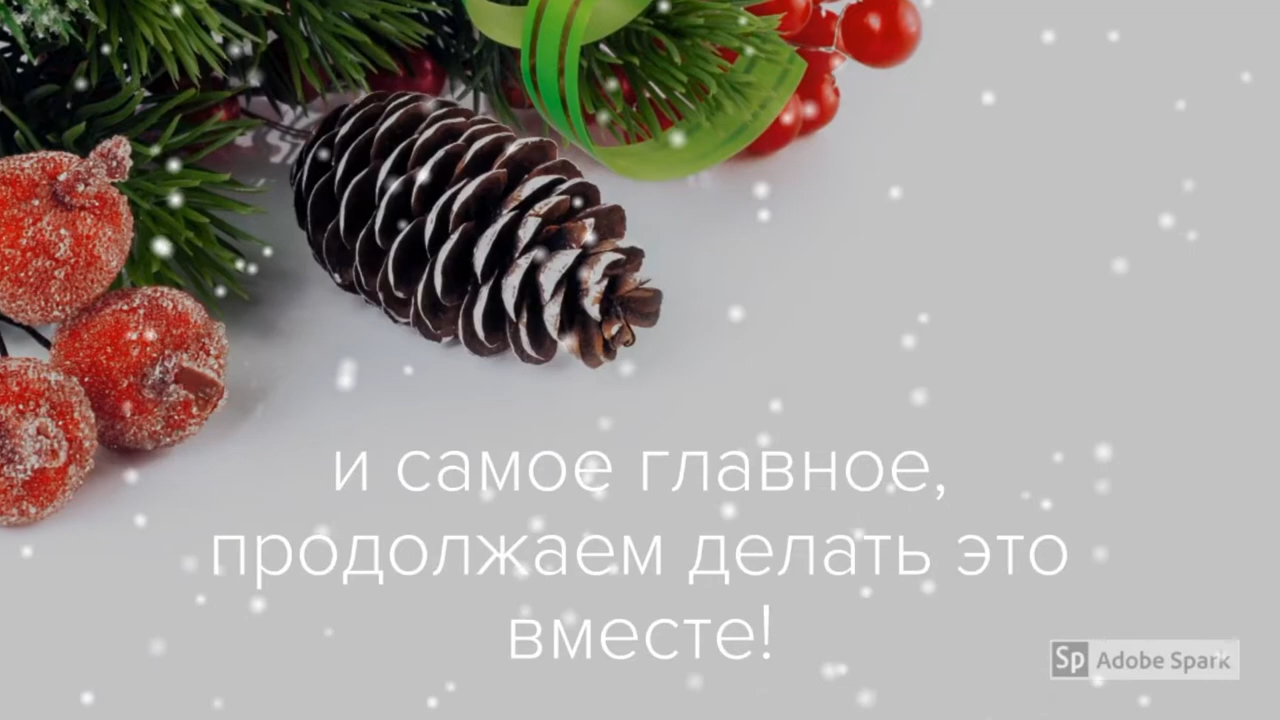 и самое главное,
продолжаем делать это
вместе!
Sp Adobe Spark